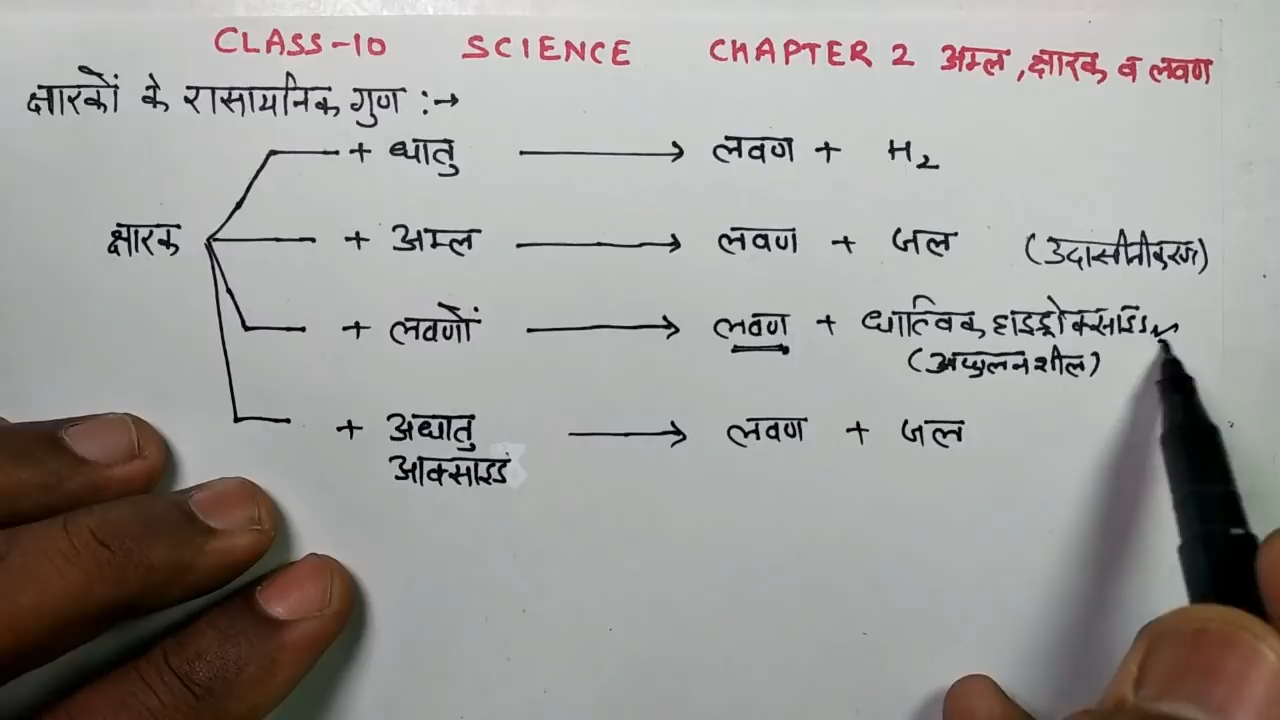 CLASS-10 SCIENCE CHAPTER 2 अम्ल, क्षारक व लवण
क्षारकों के रासायनिक गुण :→
+ धातु ⟶ लवण + H₂
क्षारक + अम्ल ⟶ लवण + जल (उदासीनीकरण)
+ लवणों ⟶ लवण + धात्विक हाइड्रोक्साइड
(अघुलनशील)
+ अधातु ⟶ लवण + जल
आक्साइड